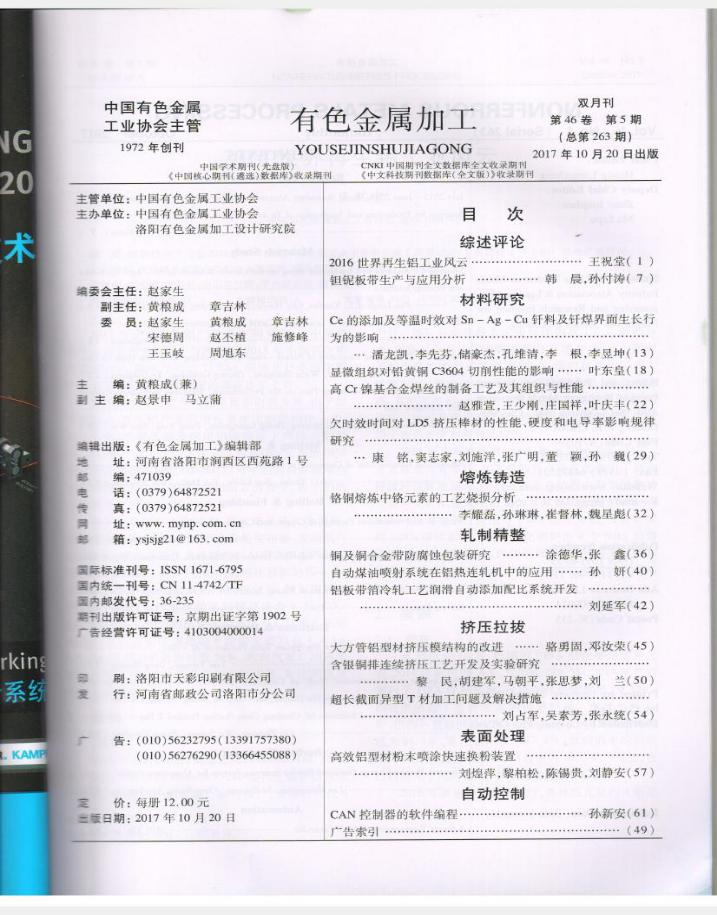 NG
20
术
rking
系统
R. KAMP
中国有色金属
工业协会主管
1972 年创刊
有色金属加工
YOUSEJINSHUJIAGONG
双月刊
第 46 卷 第 5 期
(总第 263 期)
2017 年 10 月 20 日出版
中国学术期刊(光盘版)
《中国核心期刊(遴选)数据库》收录期刊
CNKI 中国期刊全文数据库全文收录期刊
《中文科技期刊数据库(全文版)》收录期刊
主管单位:中国有色金属工业协会
主办单位:中国有色金属工业协会
洛阳有色金属加工设计研究院
编委会主任:赵家生
副主任:黄粮成 章吉林
委 员:赵家生 黄粮成 章吉林
宋德周 赵丕植 施修峰
王玉岐 周旭东
主 编:黄粮成(兼)
副 主 编:赵景申 马立蒲
编辑出版:《有色金属加工》编辑部
地 址:河南省洛阳市涧西区西苑路 1 号
邮 编:471039
电 话:(0379)64872521
传 真:(0379)64872521
网 址:www.mynp.com.cn
邮 箱:ysjsjg21@163.com
国际标准刊号:ISSN 1671-6795
国内统一刊号:CN 11-4742/TF
国内邮发代号:36-235
期刊出版许可证号:京期出证字第 1902 号
广告经营许可证号:4103004000014
印 刷:洛阳市天彩印刷有限公司
发 行:河南省邮政公司洛阳市分公司
广 告:(010)56232795(13391757380)
(010)56276290(13366455088)
定 价:每册 12.00 元
出版日期:2017 年 10 月 20 日
目 次
综述评论
2016 世界再生铝工业风云 …………………… 王祝堂( 1 )
钽铌板带生产与应用分析 ………… 韩 晨,孙付涛( 7 )
材料研究
Ce 的添加及等温时效对 Sn-Ag-Cu 钎料及钎焊界面生长行
为的影响 ……………………………………
… 潘龙凯,李先芬,储豪杰,孔维清,李 根,李昱坤(13)
显微组织对铅黄铜 C3604 切削性能的影响 …… 叶东皇(18)
高 Cr 镍基合金焊丝的制备工艺及其组织与性能 …………
………………… 赵雅萱,王少刚,庄国祥,叶庆丰(22)
欠时效时间对 LD5 挤压棒材的性能、硬度和电导率影响规律
研究 ……………………………………
… 康 铭,窦志家,刘施洋,张广明,董 颖,孙 巍(29)
熔炼铸造
铬铜熔炼中铬元素的工艺烧损分析 …………………
………………… 李耀磊,孙琳琳,崔督林,魏星彪(32)
轧制精整
铜及铜合金带防腐蚀包装研究 ……… 涂德华,张 鑫(36)
自动煤油喷射系统在铝热连轧机中的应用 …… 孙 妍(40)
铝板带箔冷轧工艺润滑自动添加配比系统开发 …………
…………………………………… 刘延军(42)
挤压拉拔
大方管铝型材挤压模结构的改进 …… 骆勇固,邓汝荣(45)
含银铜排连续挤压工艺开发及实验研究 …………………
………… 黎 民,胡建军,马朝平,张思梦,刘 兰(50)
超长截面异型 T 材加工问题及解决措施 …………………
…………………… 刘占军,吴素芳,张永统(54)
表面处理
高效铝型材粉末喷涂快速换粉装置 …………………
………………… 刘煜萍,黎柏松,陈锡贵,刘静安(57)
自动控制
CAN 控制器的软件编程…………………… 孙新安(61)
广告索引 ……………………………………… (49)